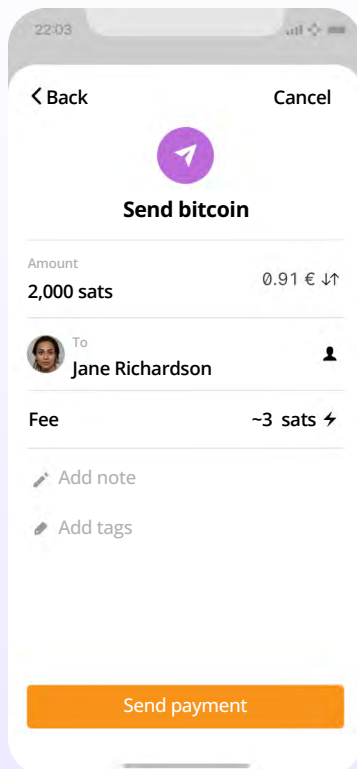 22:03
Back
Cancel
Send bitcoin
Amount
2,000 sats
0.91 € ↓↑
To
Jane Richardson
Fee
~3 sats
Add note
Add tags
Send payment